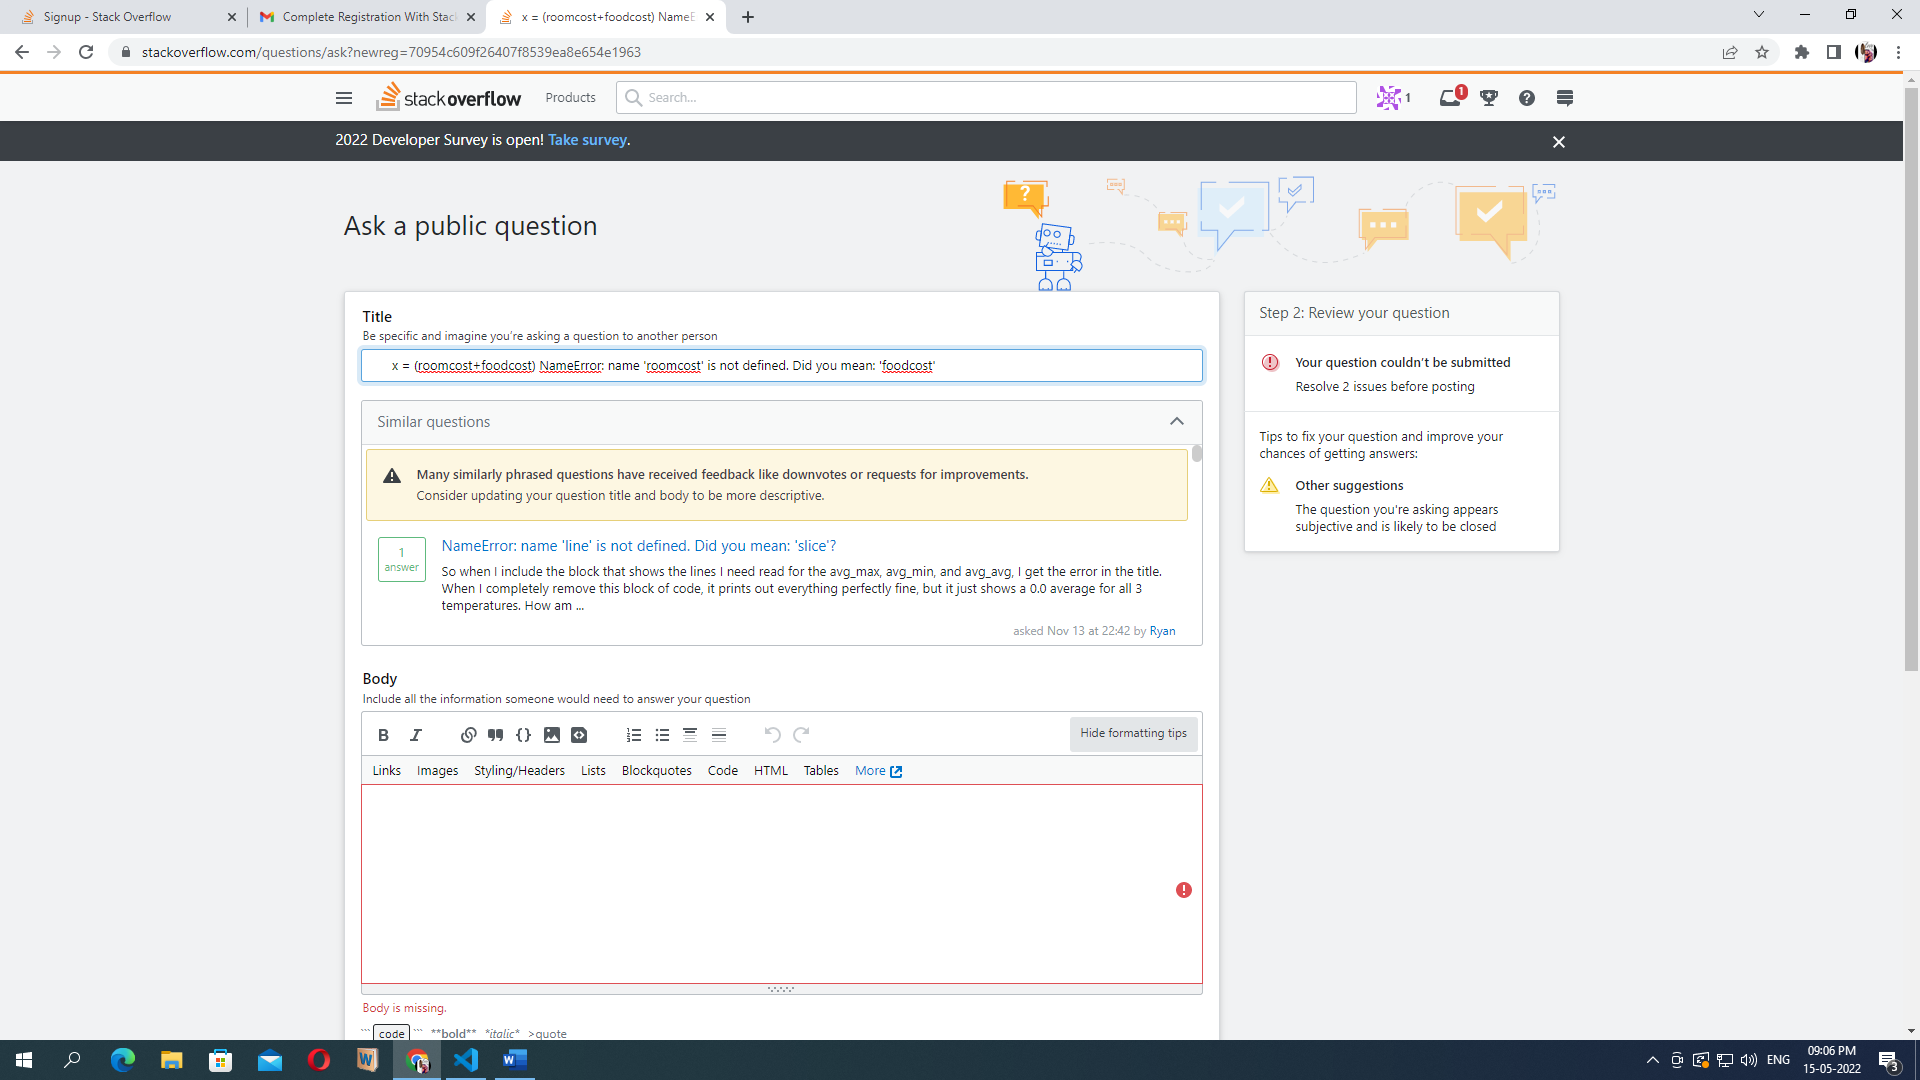 Signup - Stack Overflow
Complete Registration With Stack
x = (roomcost+foodcost) NameE
stackoverflow.com/questions/ask?newreg=70954c609f26407f8539ea8e654e1963
stackoverflow
Products
Search...
1
1
2022 Developer Survey is open! Take survey.
Ask a public question
?
Title
Be specific and imagine you're asking a question to another person
x = (roomcost+foodcost) NameError: name 'roomcost' is not defined. Did you mean: 'foodcost'
Similar questions
Many similarly phrased questions have received feedback like downvotes or requests for improvements.
Consider updating your question title and body to be more descriptive.
1
answer
NameError: name 'line' is not defined. Did you mean: 'slice'?
So when I include the block that shows the lines I need read for the avg_max, avg_min, and avg_avg, I get the error in the title.
When I completely remove this block of code, it prints out everything perfectly fine, but it just shows a 0.0 average for all 3
temperatures. How am ...
asked Nov 13 at 22:42 by Ryan
Body
Include all the information someone would need to answer your question
B I {}
Hide formatting tips
Links Images Styling/Headers Lists Blockquotes Code HTML Tables More
Body is missing.
``` code ``` **bold** *italic* >quote
Step 2: Review your question
Your question couldn't be submitted
Resolve 2 issues before posting
Tips to fix your question and improve your
chances of getting answers:
Other suggestions
The question you're asking appears
subjective and is likely to be closed
ENG
09:06 PM
15-05-2022
3